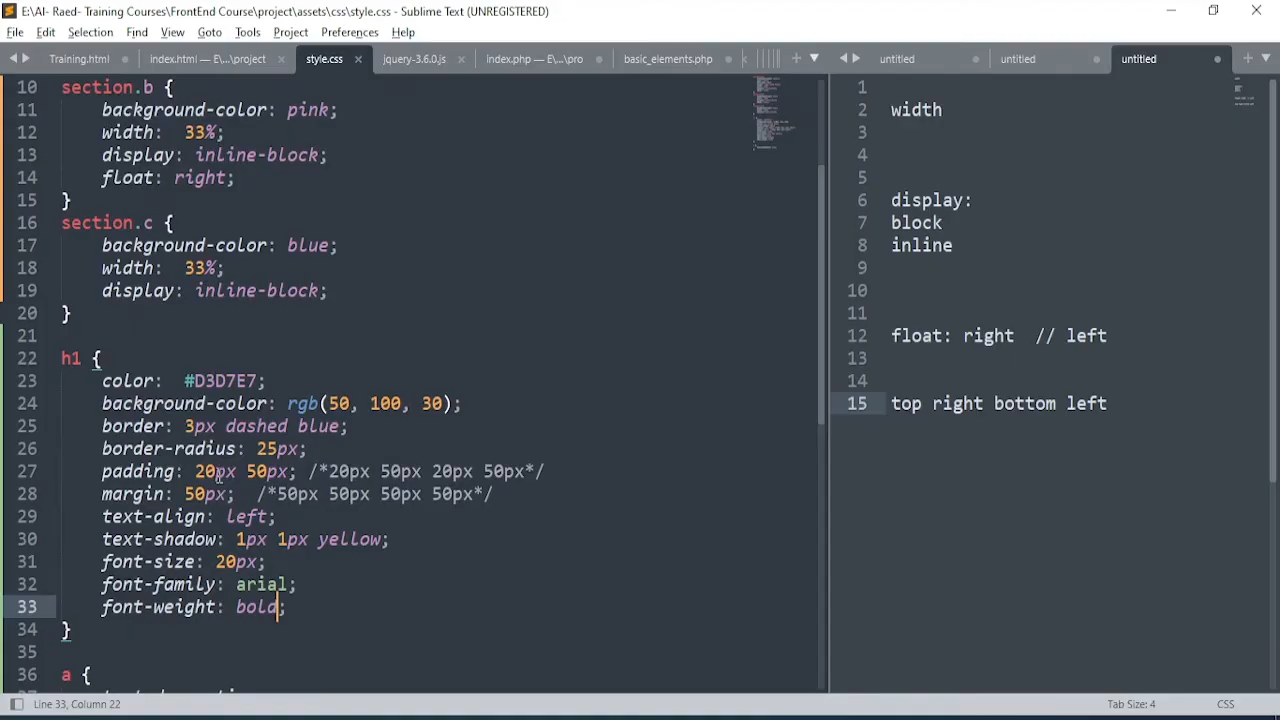 E:\AI- Raed- Training Courses\FrontEnd Course\project\assets\css\style.css - Sublime Text (UNREGISTERED)
File Edit Selection Find View Goto Tools Project Preferences Help
Training.html index.html — E:\...\project style.css jquery-3.6.0.js index.php — E:\...\pro basic_elements.php untitled untitled untitled
10 section.b {
11 background-color: pink;
12 width:  33%;
13 display: inline-block;
14 float: right;
15 }
16 section.c {
17 background-color: blue;
18 width:  33%;
19 display: inline-block;
20 }
21
22 h1 {
23 color:  #D3D7E7;
24 background-color: rgb(50, 100, 30);
25 border: 3px dashed blue;
26 border-radius: 25px;
27 padding: 20px 50px; /*20px 50px 20px 50px*/
28 margin: 50px;  /*50px 50px 50px 50px*/
29 text-align: left;
30 text-shadow: 1px 1px yellow;
31 font-size: 20px;
32 font-family: arial;
33 font-weight: bold;
34 }
35
36 a {
1
2 width
3
4
5
6 display:
7 block
8 inline
9
10
11
12 float: right  // left
13
14
15 top right bottom left
Line 33, Column 22
Tab Size: 4
CSS